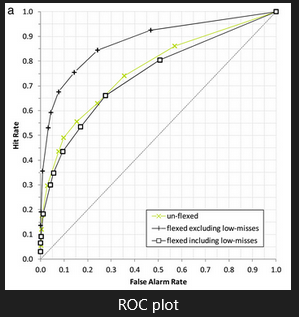 a
1.0
0.9
0.8
0.7
0.6
0.5
0.4
0.3
0.2
0.1
0.0
Hit Rate
un-flexed
flexed excluding low-misses
flexed including low-misses
0.0 0.1 0.2 0.3 0.4 0.5 0.6 0.7 0.8 0.9 1.0
False Alarm Rate
ROC plot